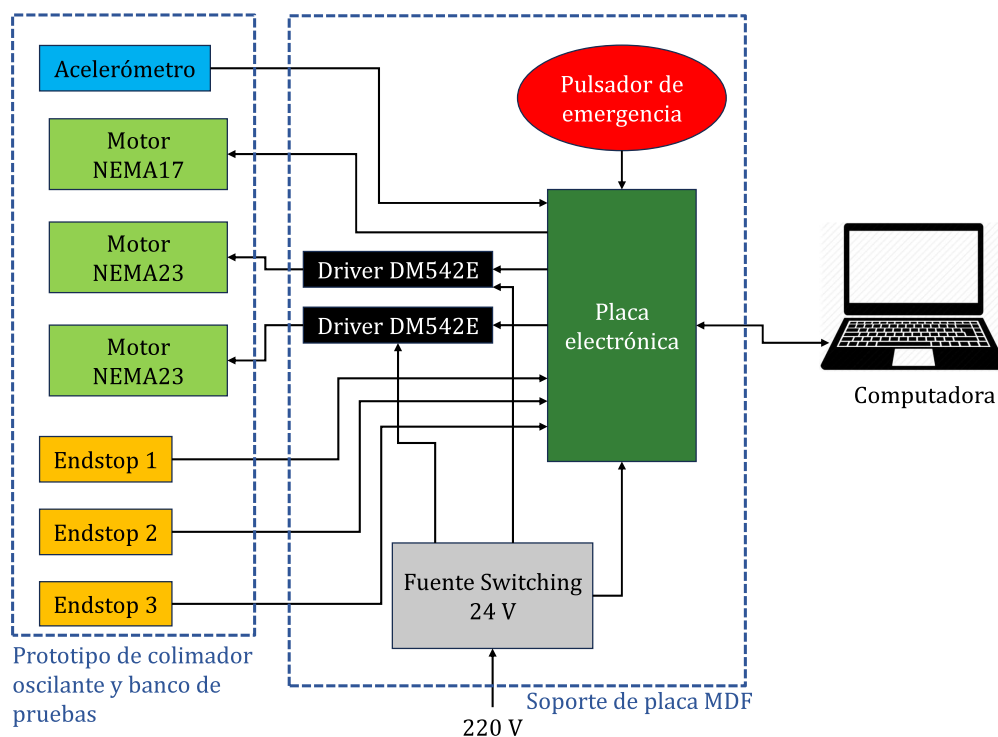 Acelerómetro
Motor
NEMA17
Motor
NEMA23
Motor
NEMA23
Endstop 1
Endstop 2
Endstop 3
Prototipo de colimador
oscilante y banco de
pruebas
Pulsador de
emergencia
Driver DM542E
Driver DM542E
Placa
electrónica
Fuente Switching
24 V
220 V
Soporte de placa MDF
Computadora